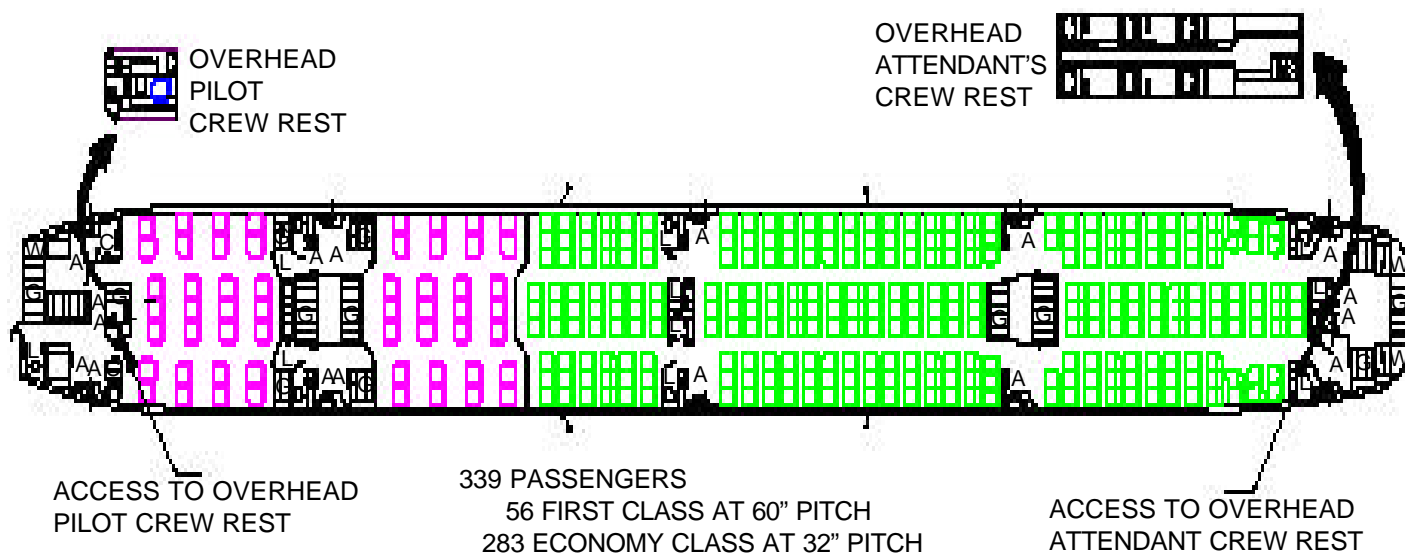 OVERHEAD
PILOT
CREW REST
OVERHEAD
ATTENDANT'S
CREW REST
W
A
C
G
A
G
A
A
L
A
A
C
G
L
A
A
G
G
G
L
G
A
A
G
L
A
L
L
L
A
A
G
G
A
A
L
A
A
W
G
A
G
W
ACCESS TO OVERHEAD
PILOT CREW REST
339 PASSENGERS
56 FIRST CLASS AT 60” PITCH
283 ECONOMY CLASS AT 32” PITCH
ACCESS TO OVERHEAD
ATTENDANT CREW REST